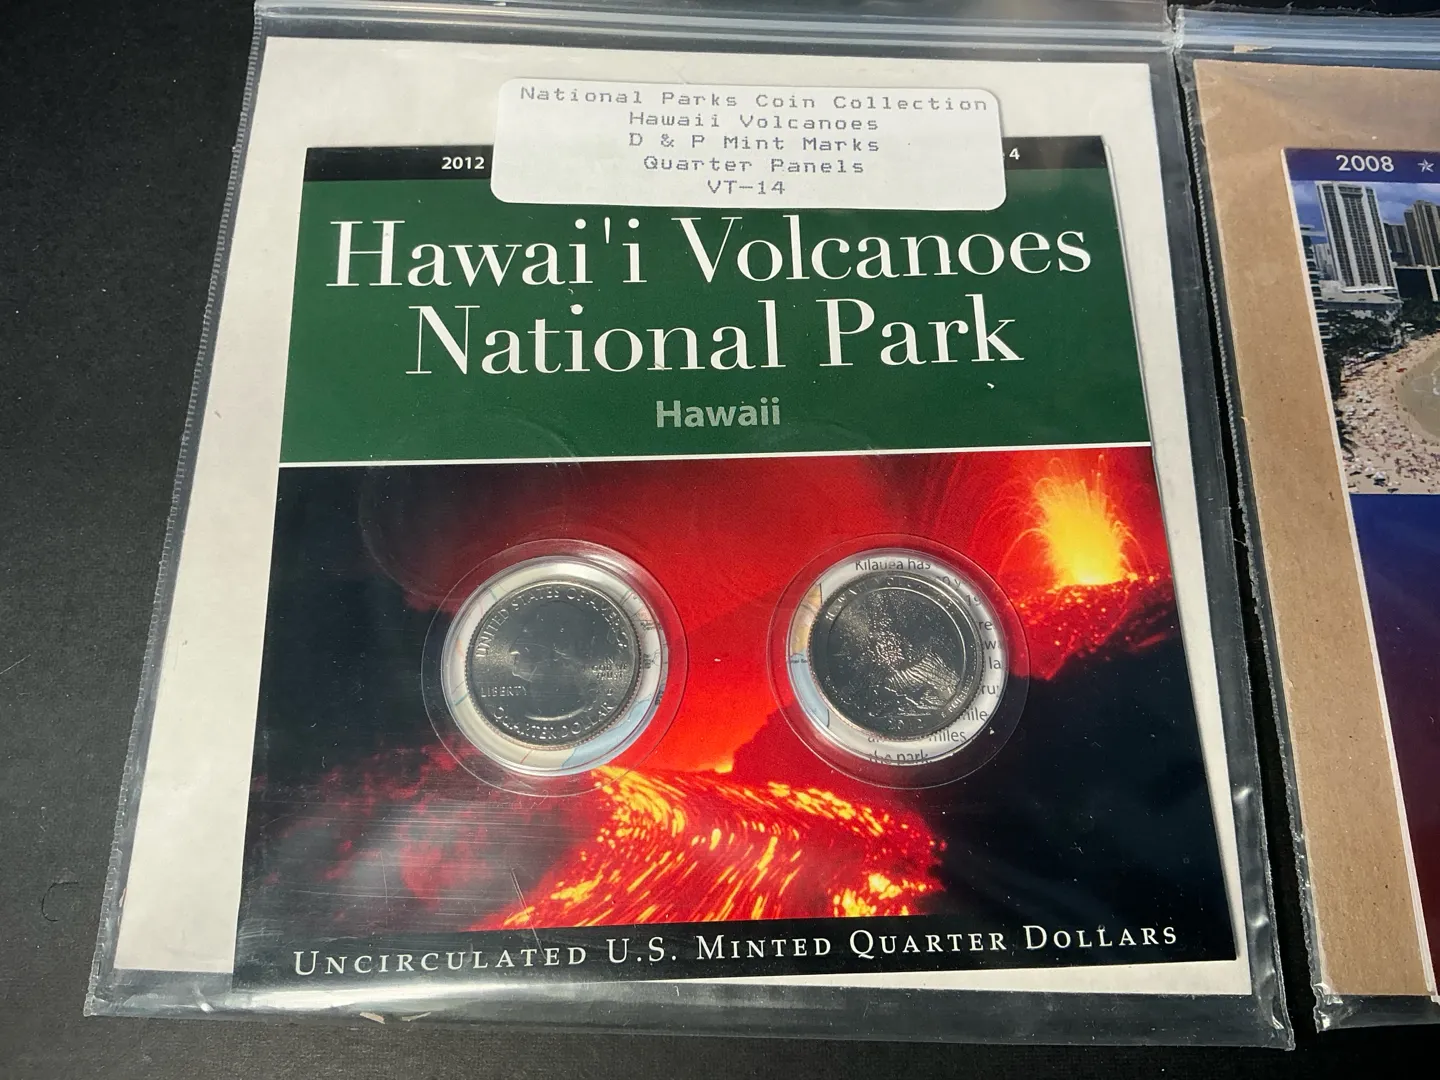 National Parks Coin Collection
Hawaii Volcanoes
D & P Mint Marks
Quarter Panels
VT-14
2012
4
2008
Hawai'i Volcanoes
National Park
Hawaii
UNITED STATES OF AMERICA
LIBERTY
QUARTER DOLLAR
Kilauea has
miles
the park
UNCIRCULATED U.S. MINTED QUARTER DOLLARS